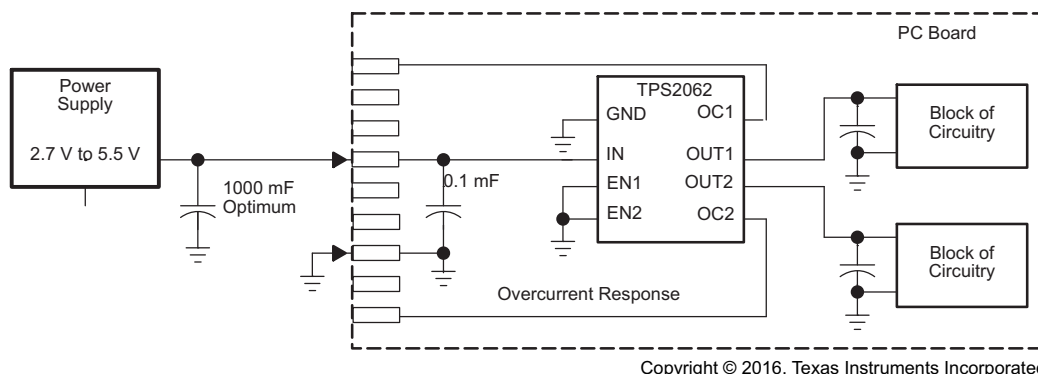 PC Board
Power
Supply
2.7 V to 5.5 V
1000 mF
Optimum
0.1 mF
TPS2062
GND
IN
EN1
EN2
OC1
OUT1
OUT2
OC2
Block of
Circuitry
Block of
Circuitry
Overcurrent Response
Copyright © 2016, Texas Instruments Incorporated